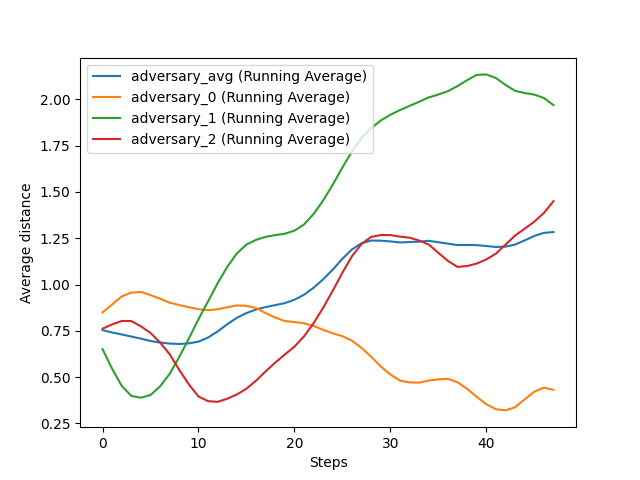 adversary_avg (Running Average)
adversary_0 (Running Average)
adversary_1 (Running Average)
adversary_2 (Running Average)
Average distance
2.00
1.75
1.50
1.25
1.00
0.75
0.50
0.25
0 10 20 30 40
Steps